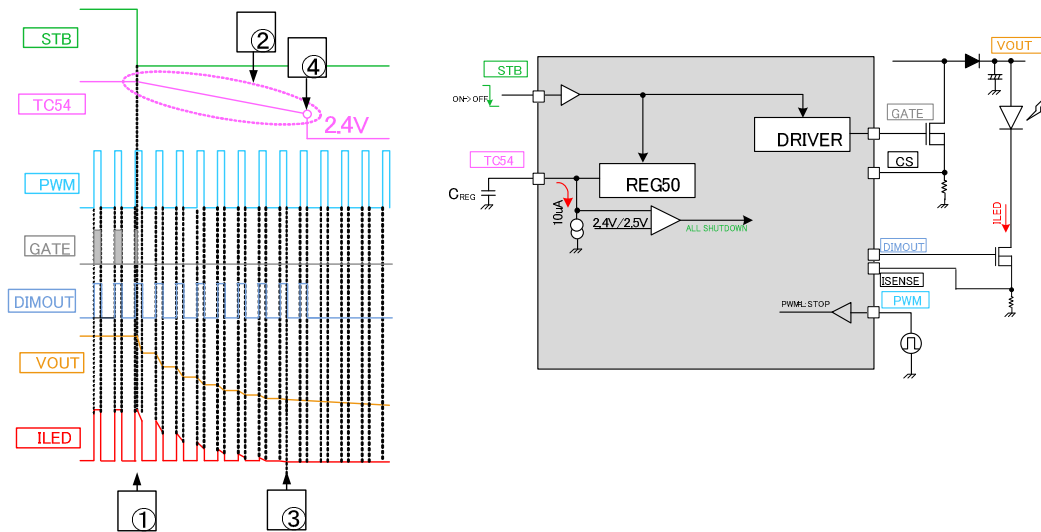 ②
④
STB
TC54
2.4V
PWM
GATE
DIMOUT
VOUT
ILED
①
③
VOUT
STB
ON->OFF
DRIVER
GATE
TC54
CS
REG50
CREG
10uA
2.4V/2.5V
ALL SHUTDOWN
ILED
DIMOUT
ISENSE
PWM=L:STOP
PWM